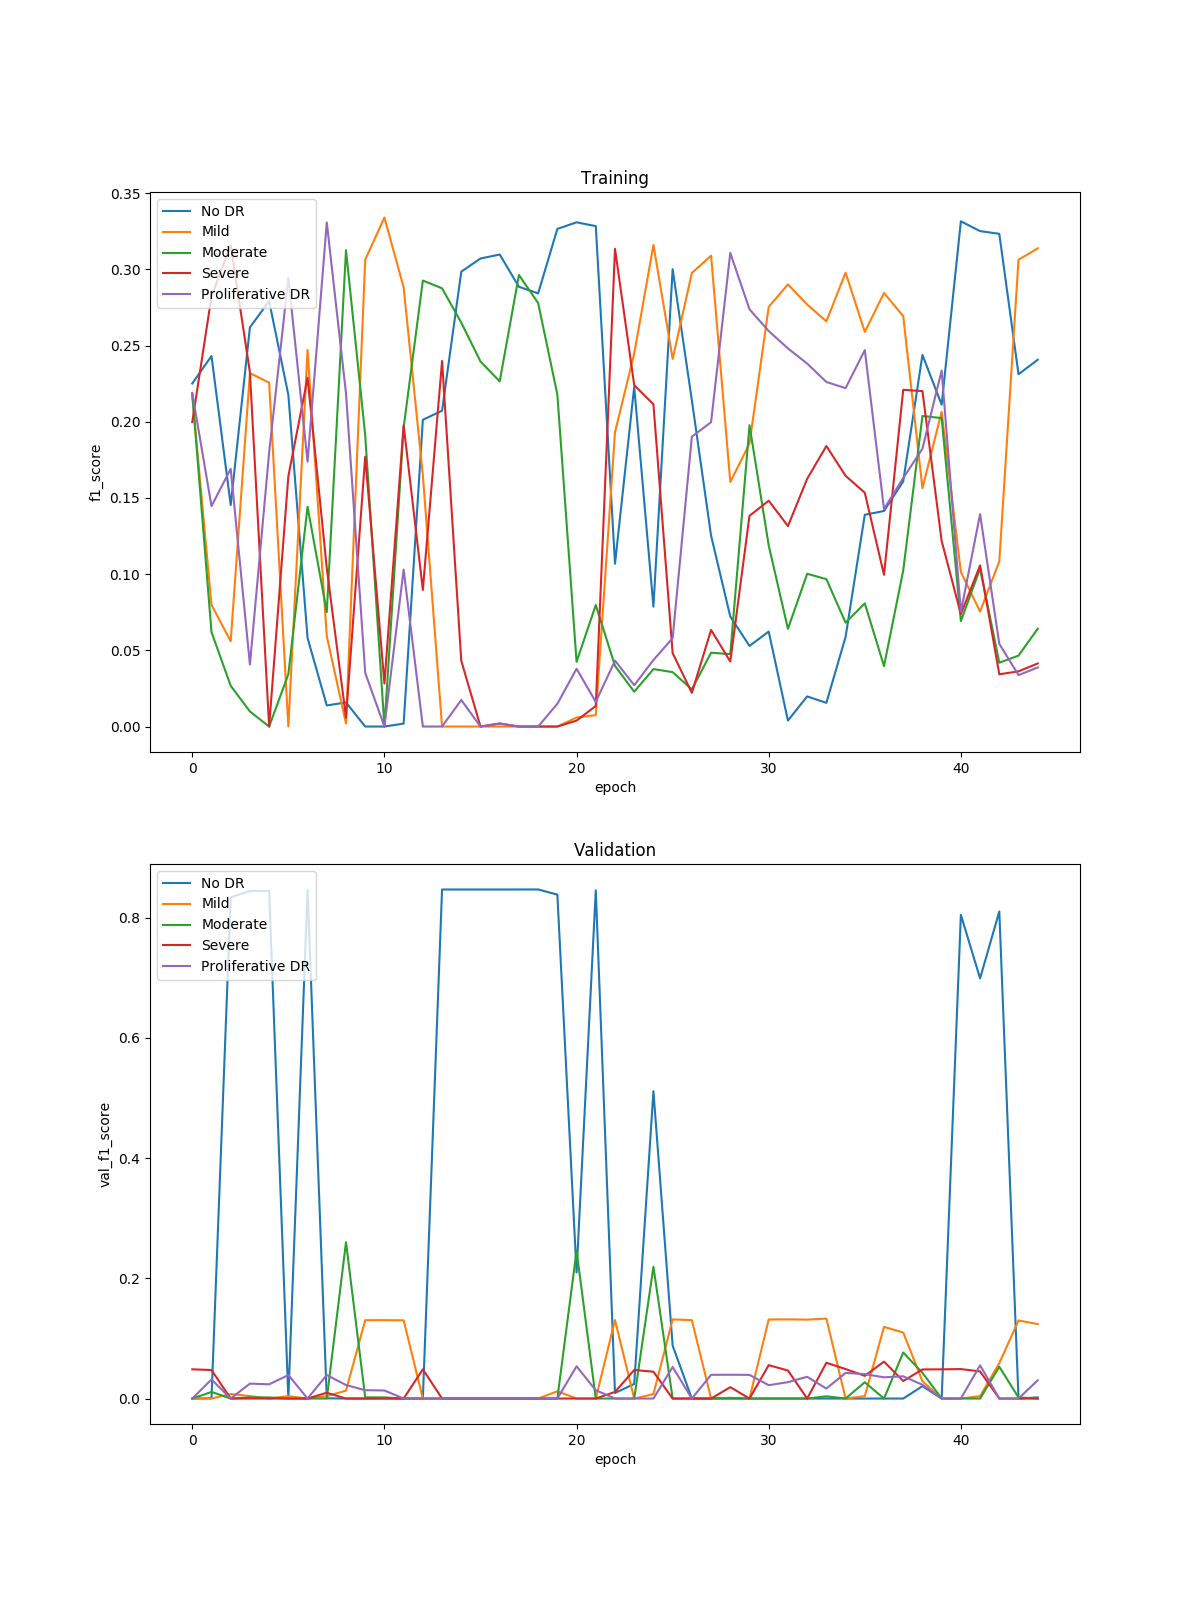 Training
0.35
0.30
0.25
0.20
0.15
0.10
0.05
0.00
f1_score
No DR
Mild
Moderate
Severe
Proliferative DR
0 10 20 30 40
epoch
Validation
0.8
0.6
0.4
0.2
0.0
val_f1_score
No DR
Mild
Moderate
Severe
Proliferative DR
0 10 20 30 40
epoch